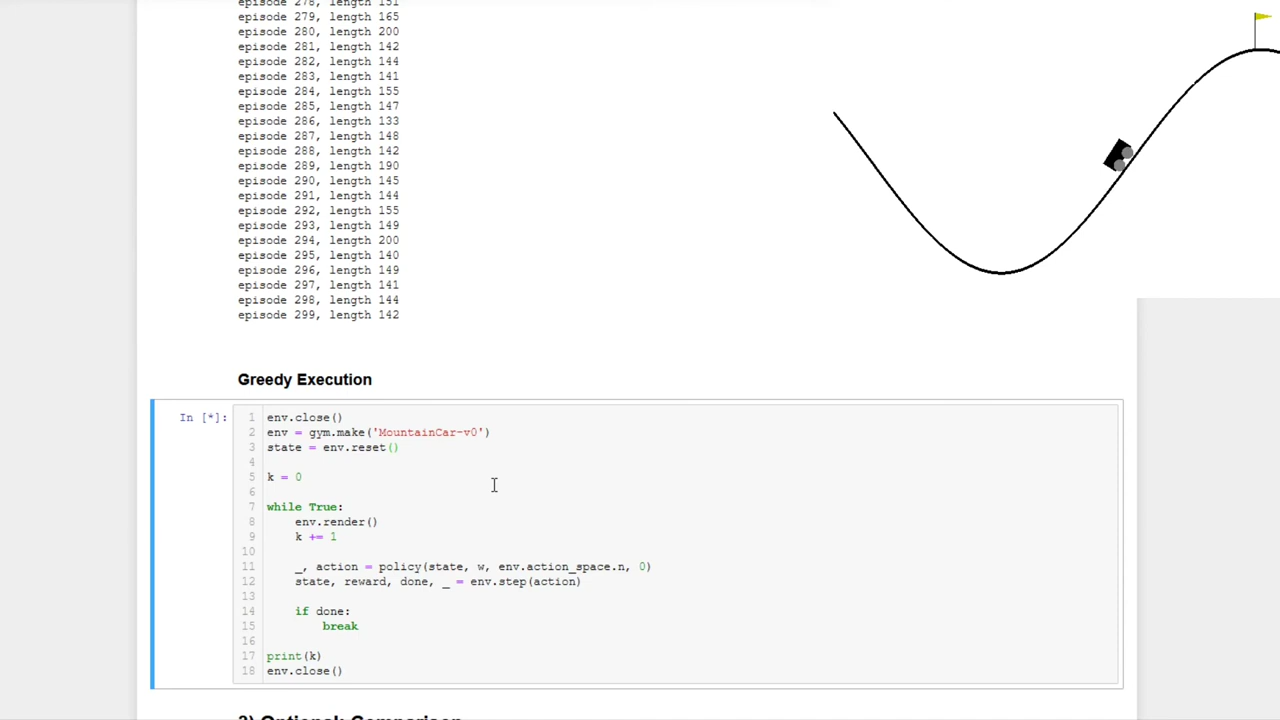 episode 278, length 151
episode 279, length 165
episode 280, length 200
episode 281, length 142
episode 282, length 144
episode 283, length 141
episode 284, length 155
episode 285, length 147
episode 286, length 133
episode 287, length 148
episode 288, length 142
episode 289, length 190
episode 290, length 145
episode 291, length 144
episode 292, length 155
episode 293, length 149
episode 294, length 200
episode 295, length 140
episode 296, length 149
episode 297, length 141
episode 298, length 144
episode 299, length 142
Greedy Execution
In [*]:
1 env.close()
2 env = gym.make('MountainCar-v0')
3 state = env.reset()
4
5 k = 0
6
7 while True:
8     env.render()
9     k += 1
10
11     _, action = policy(state, w, env.action_space.n, 0)
12     state, reward, done, _ = env.step(action)
13
14     if done:
15         break
16
17 print(k)
18 env.close()
3) Optional: Comparison